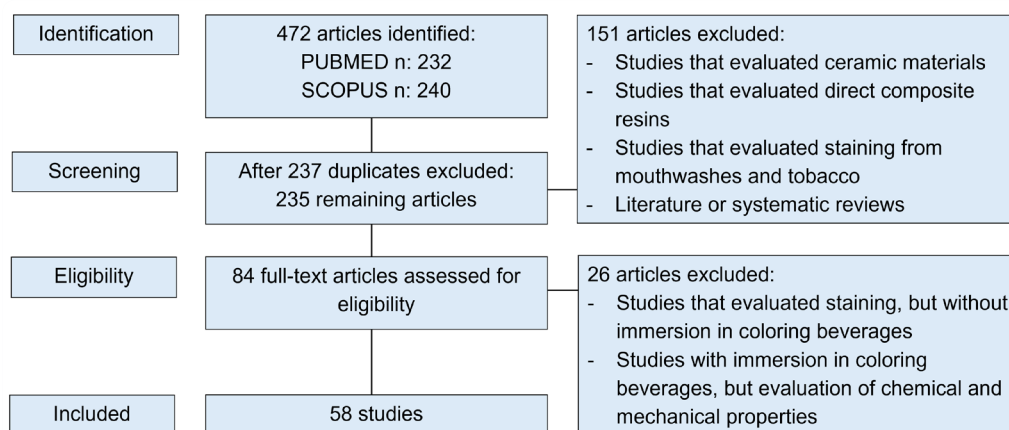 Identification
472 articles identified:
PUBMED n: 232
SCOPUS n: 240
151 articles excluded:
- Studies that evaluated ceramic materials
- Studies that evaluated direct composite
resins
- Studies that evaluated staining from
mouthwashes and tobacco
- Literature or systematic reviews
Screening
After 237 duplicates excluded:
235 remaining articles
Eligibility
84 full-text articles assessed for
eligibility
26 articles excluded:
- Studies that evaluated staining, but without
immersion in coloring beverages
- Studies with immersion in coloring
beverages, but evaluation of chemical and
mechanical properties
Included
58 studies